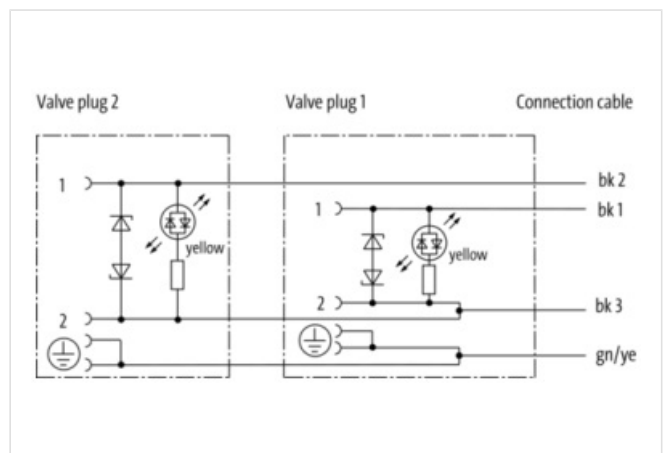 Valve plug 2 Valve plug 1 Connection cable
1 bk 2
1 bk 1
yellow yellow
2 bk 3
2
gn/ye